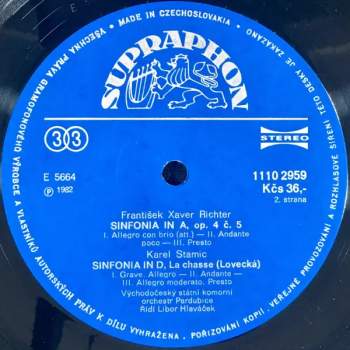 VŠECHNA PRÁVA GRAMOFONOVÉHO VÝROBCE A VLASTNÍKŮ AUTORSKÝCH PRÁV K DÍLU VYHRAŽENA. POŘIZOVÁNÍ KOPIÍ, VEŘEJNÉ PROVOZOVÁNÍ A ROZHLASOVÉ ŠÍŘENÍ TÉTO DESKY JE ZAKÁZÁNO
• MADE IN CZECHOSLOVAKIA •
SUPRAPHON
33
STEREO
E 5664
Ⓟ 1982
1110 2959
Kčs 36,-
2. strana
František Xaver Richter
SINFONIA IN A, op. 4 č. 5
I. Allegro con brio (att.) — II. Andante
poco — III. Presto
Karel Stamic
SINFONIA IN D, La chasse (Lovecká)
I. Grave. Allegro — II. Andante —
III. Allegro moderato. Presto
Východočeský státní komorní
orchestr Pardubice
Řídí Libor Hlaváček